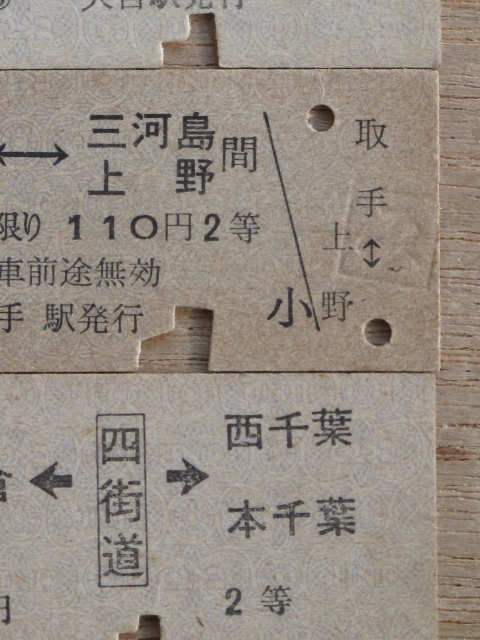 駅発行
三河島
上野間
限り110円2等
車前途無効
手駅発行
小
取手
↕
上野
四街道
西千葉
本千葉
2等
円